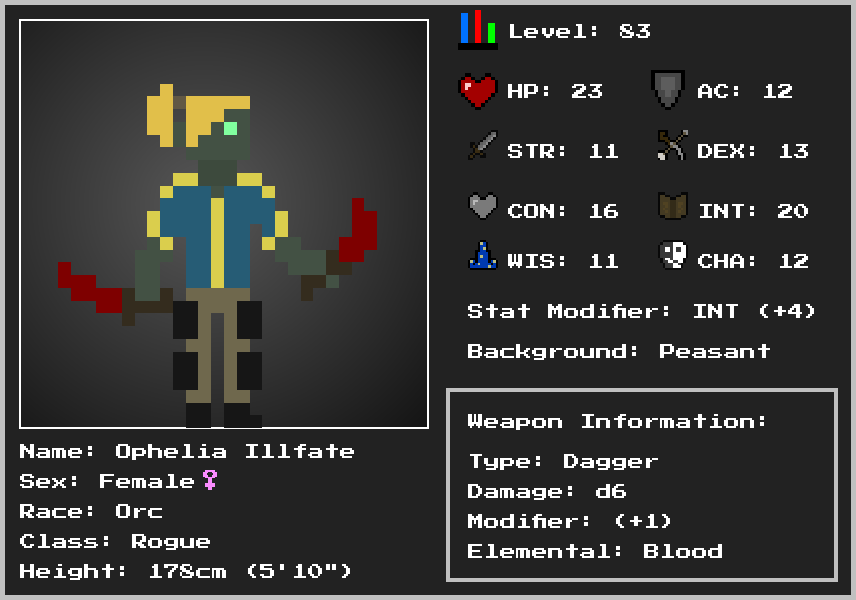 Level: 83
HP: 23 AC: 12
STR: 11 DEX: 13
CON: 16 INT: 20
WIS: 11 CHA: 12
Stat Modifier: INT (+4)
Background: Peasant
Weapon Information:
Type: Dagger
Damage: d6
Modifier: (+1)
Elemental: Blood
Name: Ophelia Illfate
Sex: Female♀
Race: Orc
Class: Rogue
Height: 178cm (5'10")